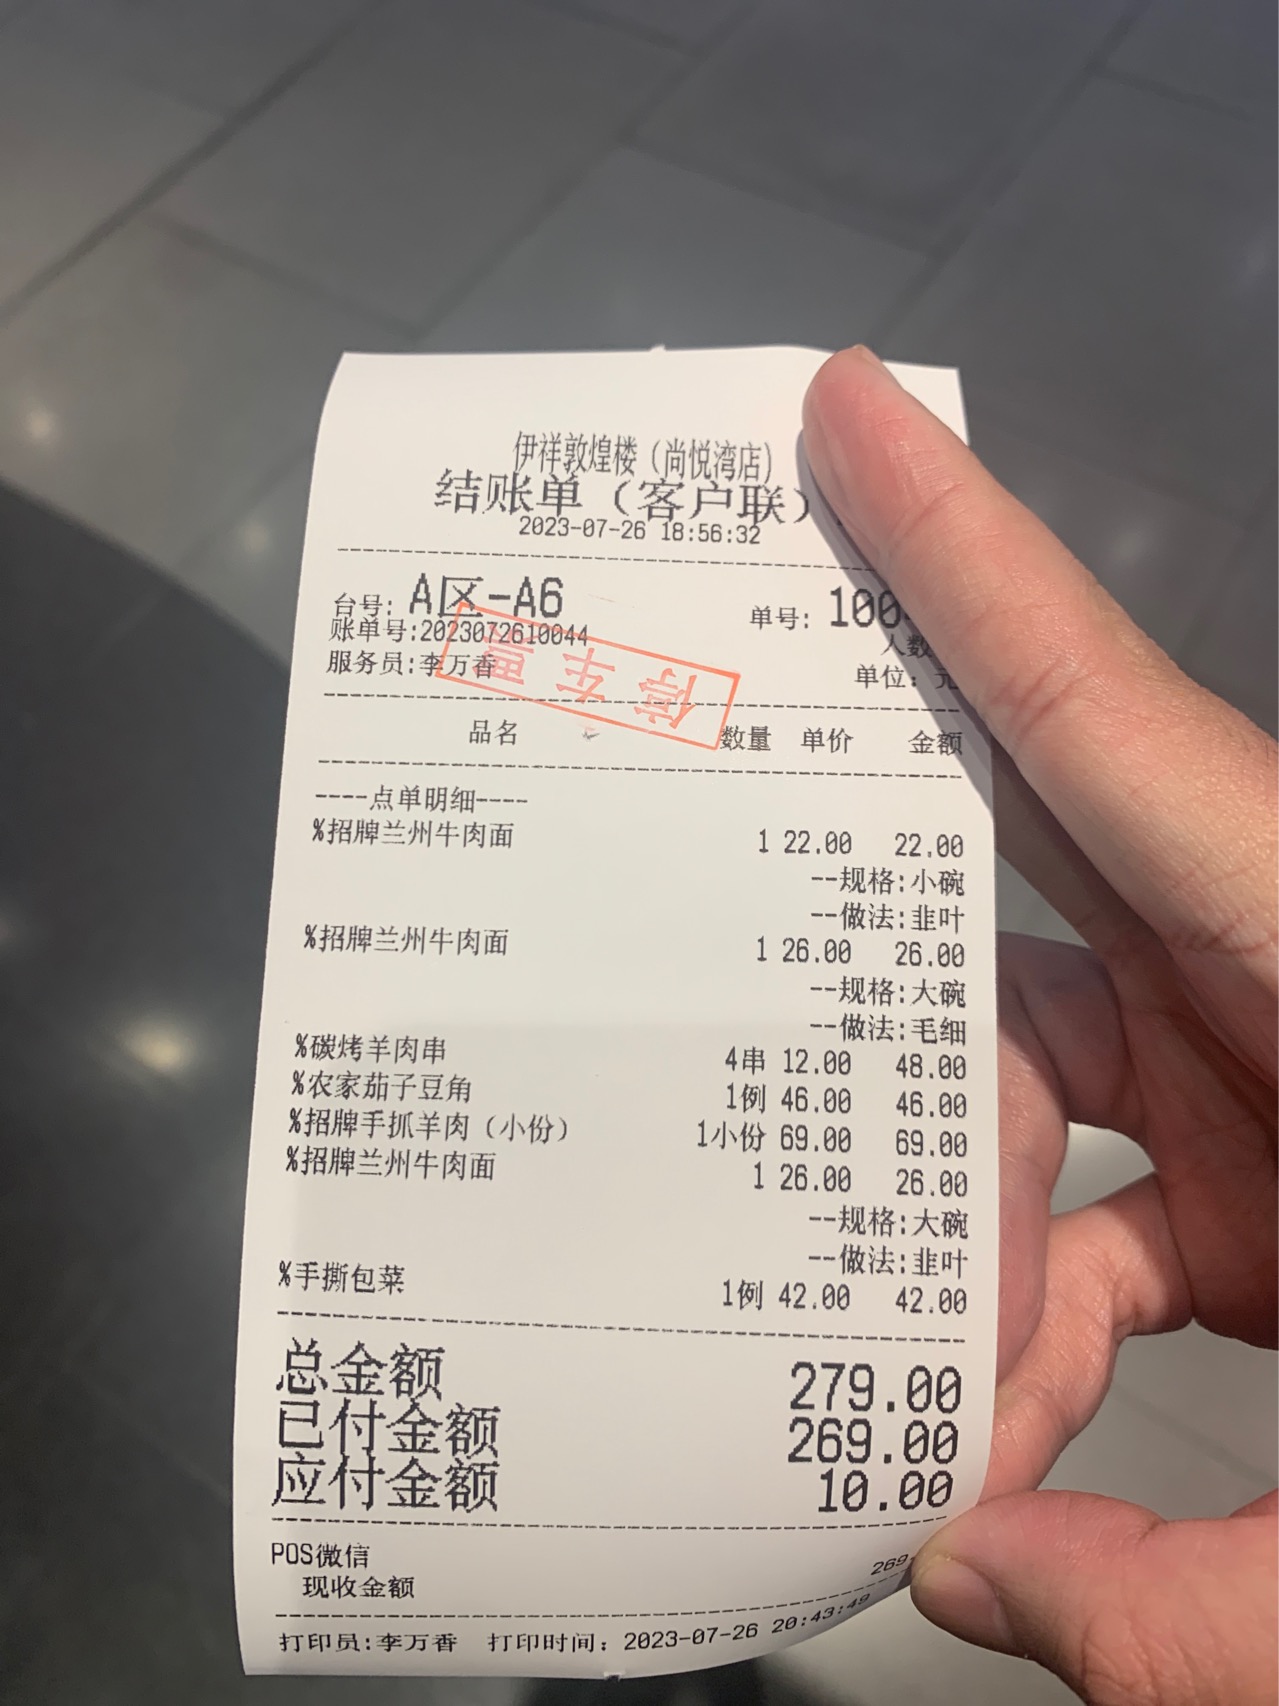 伊祥敦煌楼（尚悦湾店）
结账单（客户联）
2023-07-26 18:56:32
台号: A区-A6 单号: 100
账单号:2023072610044 人数
服务员:李万香 单位: 元
停车票
品名 数量 单价 金额
----点单明细----
%招牌兰州牛肉面 1 22.00 22.00
--规格:小碗
--做法:韭叶
%招牌兰州牛肉面 1 26.00 26.00
--规格:大碗
--做法:毛细
%碳烤羊肉串 4串 12.00 48.00
%农家茄子豆角 1例 46.00 46.00
%招牌手抓羊肉（小份） 1小份 69.00 69.00
%招牌兰州牛肉面 1 26.00 26.00
--规格:大碗
--做法:韭叶
%手撕包菜 1例 42.00 42.00
总金额 279.00
已付金额 269.00
应付金额 10.00
POS微信 269
现收金额
打印员:李万香 打印时间: 2023-07-26 20:43:49